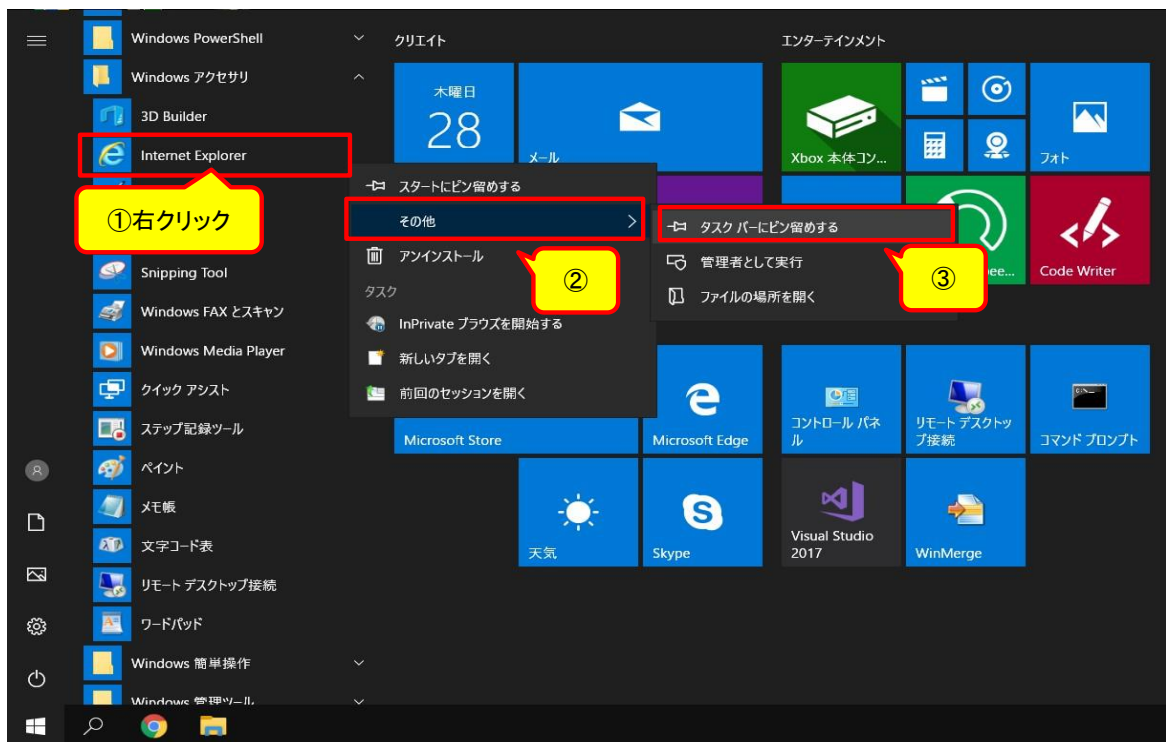 Windows PowerShell
Windows アクセサリ
3D Builder
Internet Explorer
①右クリック
Snipping Tool
Windows FAX とスキャン
Windows Media Player
クイック アシスト
ステップ記録ツール
ペイント
メモ帳
文字コード表
リモート デスクトップ接続
ワードパッド
Windows 簡単操作
Windows 管理ツール
スタートにピン留めする
その他
アンインストール
②
タスク
InPrivate ブラウズを開始する
新しいタブを開く
前回のセッションを開く
タスク バーにピン留めする
管理者として実行
ファイルの場所を開く
③
クリエイト
木曜日
28
メール
Microsoft Store
Microsoft Edge
天気
Skype
エンターテインメント
Xbox 本体コン...
フォト
ee...
Code Writer
コントロール パネ
ル
リモート デスクトッ
プ接続
コマンド プロンプト
Visual Studio
2017
WinMerge